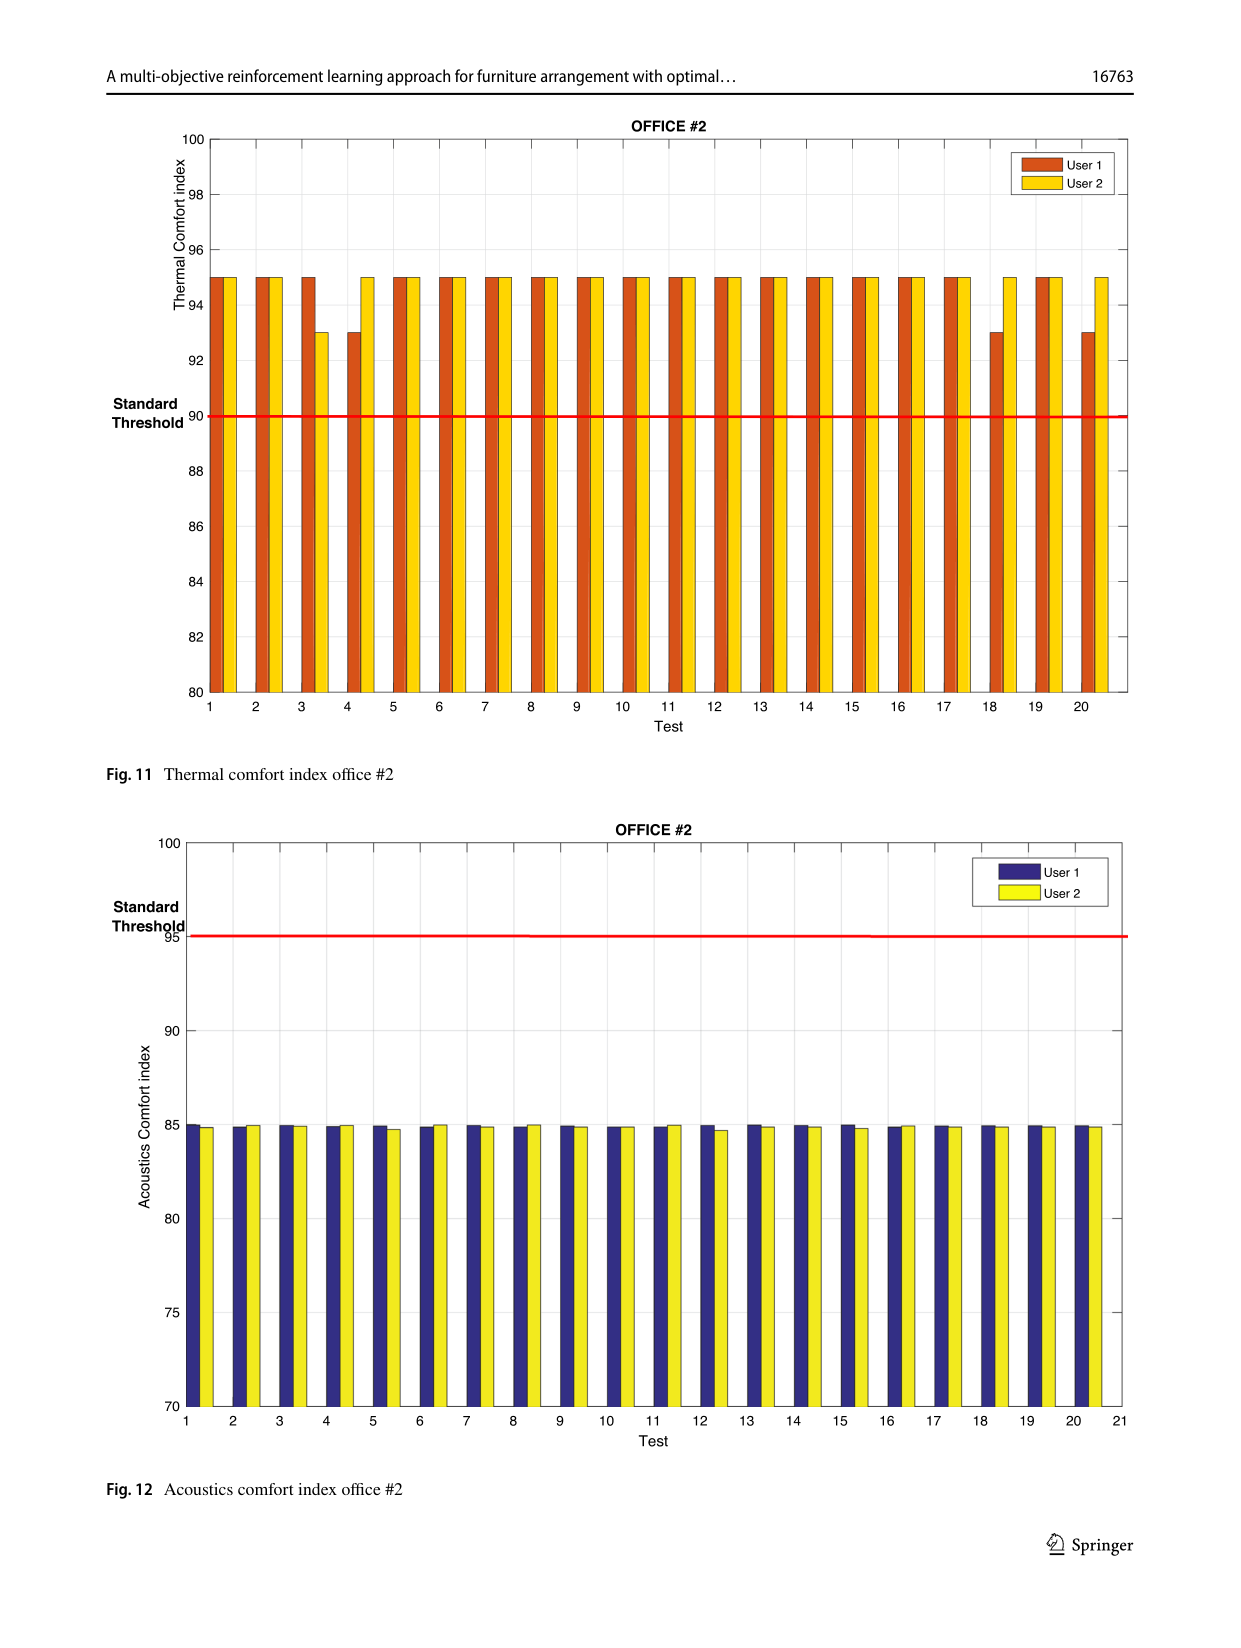 A multi-objective reinforcement learning approach for furniture arrangement with optimal… 16763
OFFICE #2
User 1
User 2
Thermal Comfort index
100
98
96
94
92
Standard
Threshold
90
88
86
84
82
80
1 2 3 4 5 6 7 8 9 10 11 12 13 14 15 16 17 18 19 20
Test
Fig. 11 Thermal comfort index office #2
OFFICE #2
User 1
User 2
Acoustics Comfort index
100
Standard
Threshold
95
90
85
80
75
70
1 2 3 4 5 6 7 8 9 10 11 12 13 14 15 16 17 18 19 20 21
Test
Fig. 12 Acoustics comfort index office #2
Springer